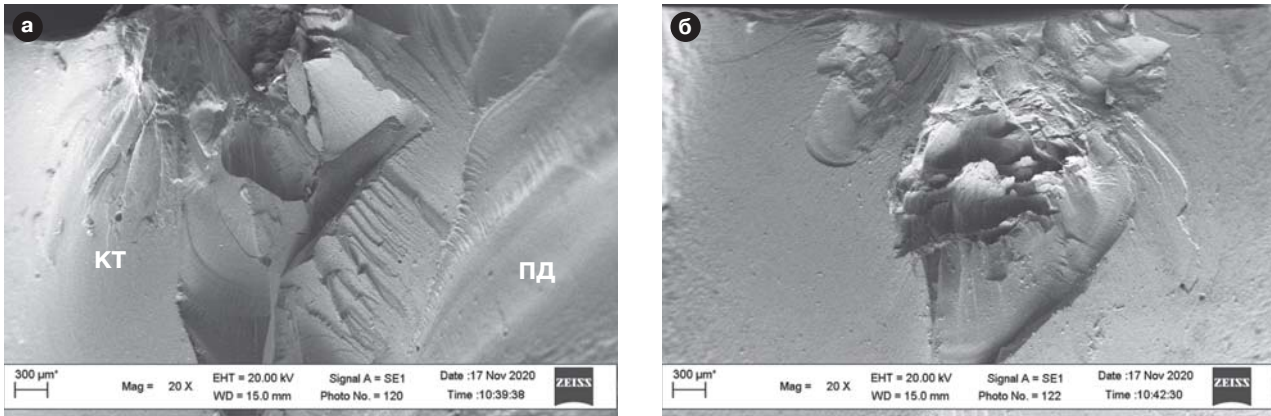 а
КТ
ПД
300 µm*
Mag = 20 X
EHT = 20.00 kV
WD = 15.0 mm
Signal A = SE1
Photo No. = 120
Date :17 Nov 2020
Time :10:39:38
ZEISS
б
300 µm*
Mag = 20 X
EHT = 20.00 kV
WD = 15.0 mm
Signal A = SE1
Photo No. = 122
Date :17 Nov 2020
Time :10:42:30
ZEISS